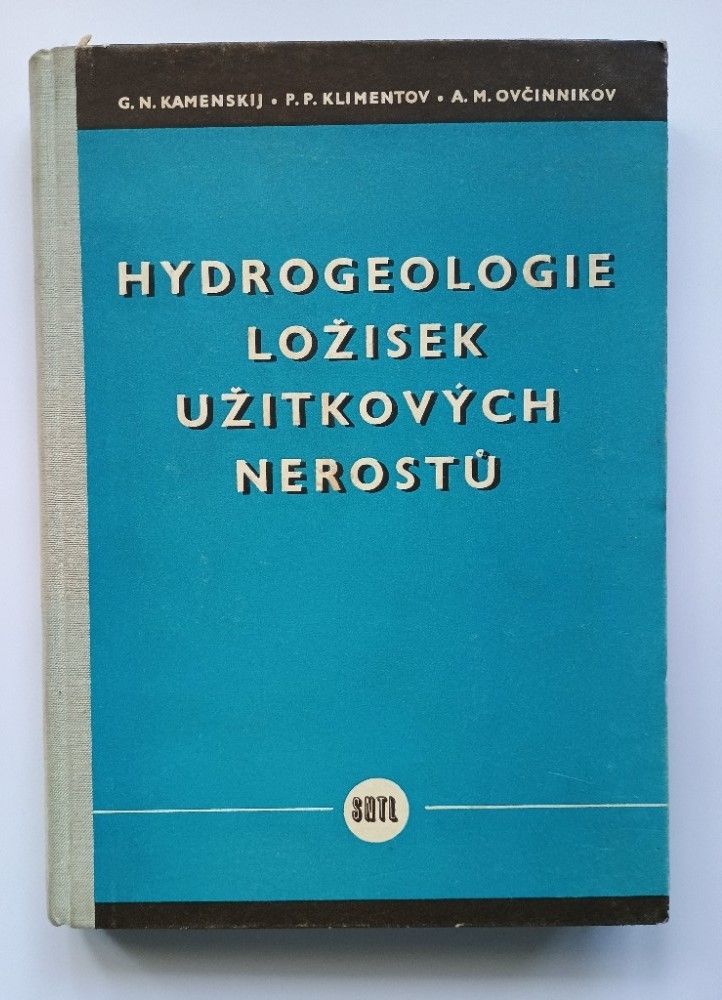 G. N. KAMENSKIJ • P. P. KLIMENTOV • A. M. OVČINNIKOV
HYDROGEOLOGIE
LOŽISEK
UŽITKOVÝCH
NEROSTŮ
SNTL